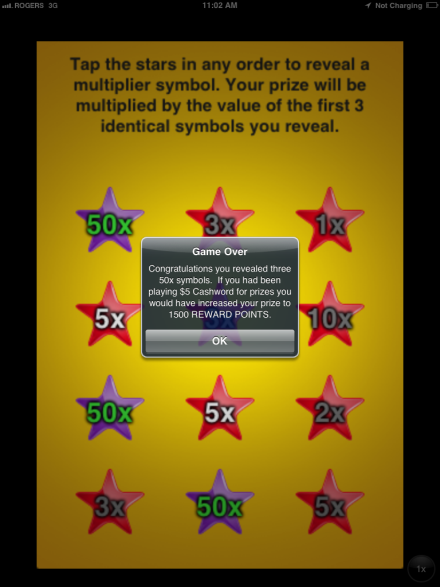 ROGERS 3G 11:02 AM Not Charging
Tap the stars in any order to reveal a
multiplier symbol. Your prize will be
multiplied by the value of the first 3
identical symbols you reveal.
50x 3x 1x
Game Over
Congratulations you revealed three
50x symbols. If you had been
playing $5 Cashword for prizes you
would have increased your prize to
1500 REWARD POINTS.
5x 10x
OK
50x 5x 2x
3x 50x 5x
1x